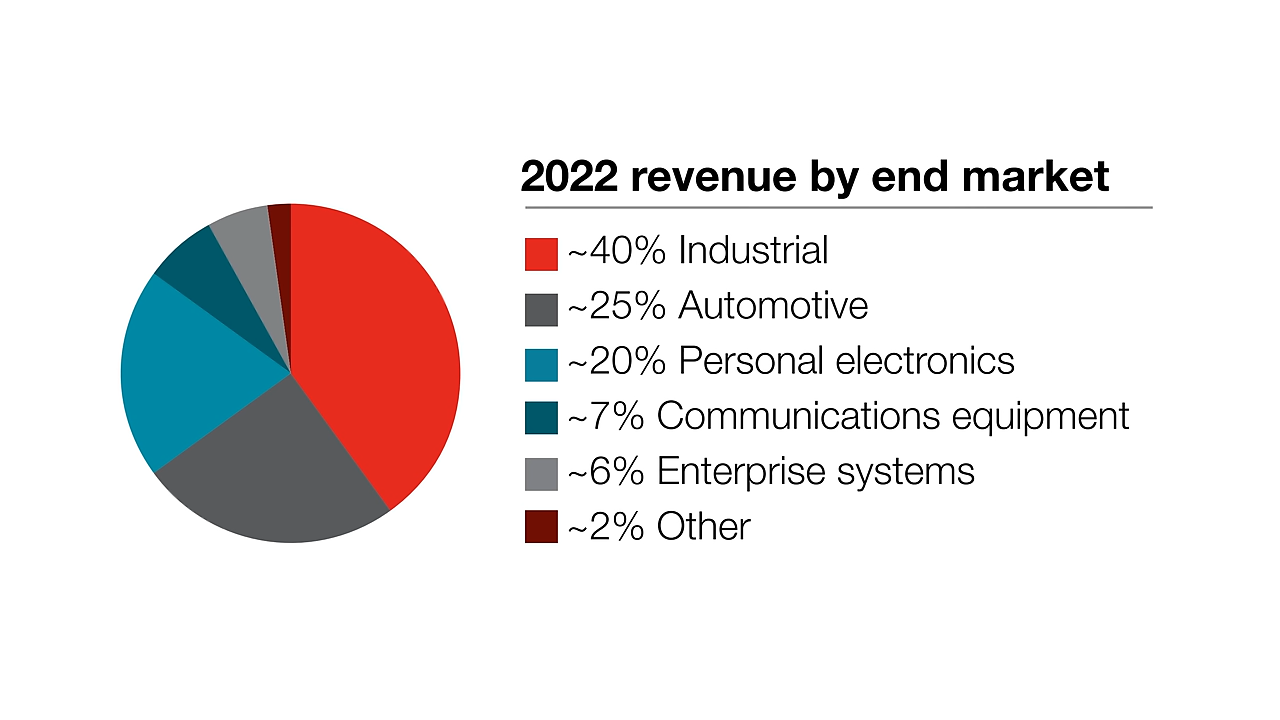 2022 revenue by end market
~40% Industrial
~25% Automotive
~20% Personal electronics
~7% Communications equipment
~6% Enterprise systems
~2% Other